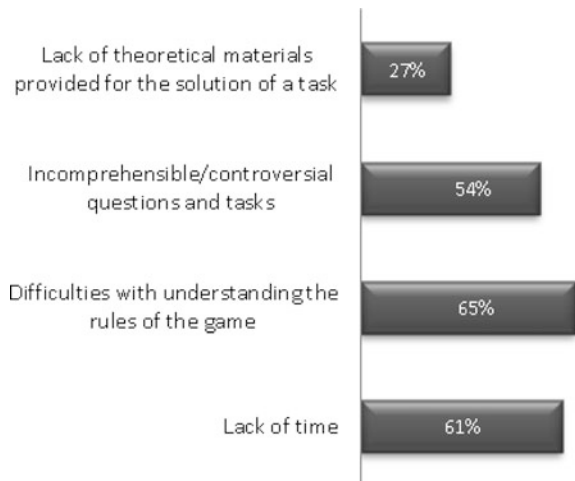 Lack of theoretical materials
provided for the solution of a task
27%
Incomprehensible/controversial
questions and tasks
54%
Difficulties with understanding the
rules of the game
65%
Lack of time
61%